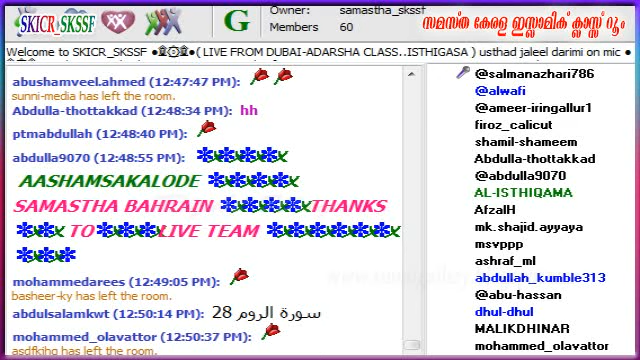 SKICR_SKSSF
G
Owner: samastha_skssf
Members 60
സമസ്ത കേരള ഇസ്ലാമിക് ക്ലാസ്സ് റൂം
Welcome to SKICR_SKSSF ( LIVE FROM DUBAI-ADARSHA CLASS..ISTHIGASA ) usthad jaleel darimi on mic
abushamveel.ahmed (12:47:47 PM):
sunni-media has left the room.
Abdulla-thottakkad (12:48:34 PM): hh
ptmabdullah (12:48:40 PM):
abdulla9070 (12:48:55 PM):
AASHAMSAKALODE
SAMASTHA BAHRAIN THANKS
TO LIVE TEAM
mohammedarees (12:49:05 PM):
basheer-ky has left the room.
abdulsalamkwt (12:50:14 PM): سورة الروم 28
mohammed_olavattor (12:50:37 PM):
asdfkjho has left the room.
@salmanazhari786
@alwafi
@ameer-iringallur1
firoz_calicut
shamil-shameem
Abdulla-thottakkad
@abdulla9070
AL-ISTHIQAMA
AfzalH
mk.shajid.ayyaya
msvppp
ashraf_ml
abdullah_kumble313
@abu-hassan
dhul-dhul
MALIKDHINAR
mohammed_olavattor